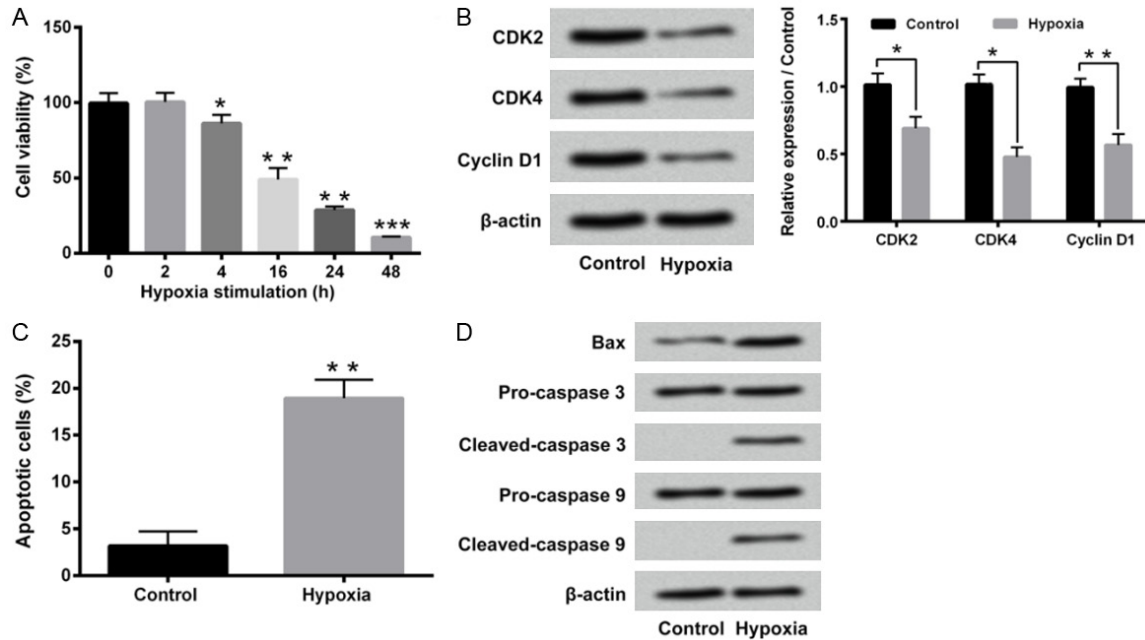 A
Cell viability (%)
150
100
50
0
*
* *
* *
***
0 2 4 16 24 48
Hypoxia stimulation (h)
B
CDK2
CDK4
Cyclin D1
β-actin
Control Hypoxia
Relative expression / Control
Control Hypoxia
1.5
1.0
0.5
0.0
* * * *
CDK2 CDK4 Cyclin D1
C
Apoptotic cells (%)
25
20
15
10
5
0
* *
Control Hypoxia
D
Bax
Pro-caspase 3
Cleaved-caspase 3
Pro-caspase 9
Cleaved-caspase 9
β-actin
Control Hypoxia